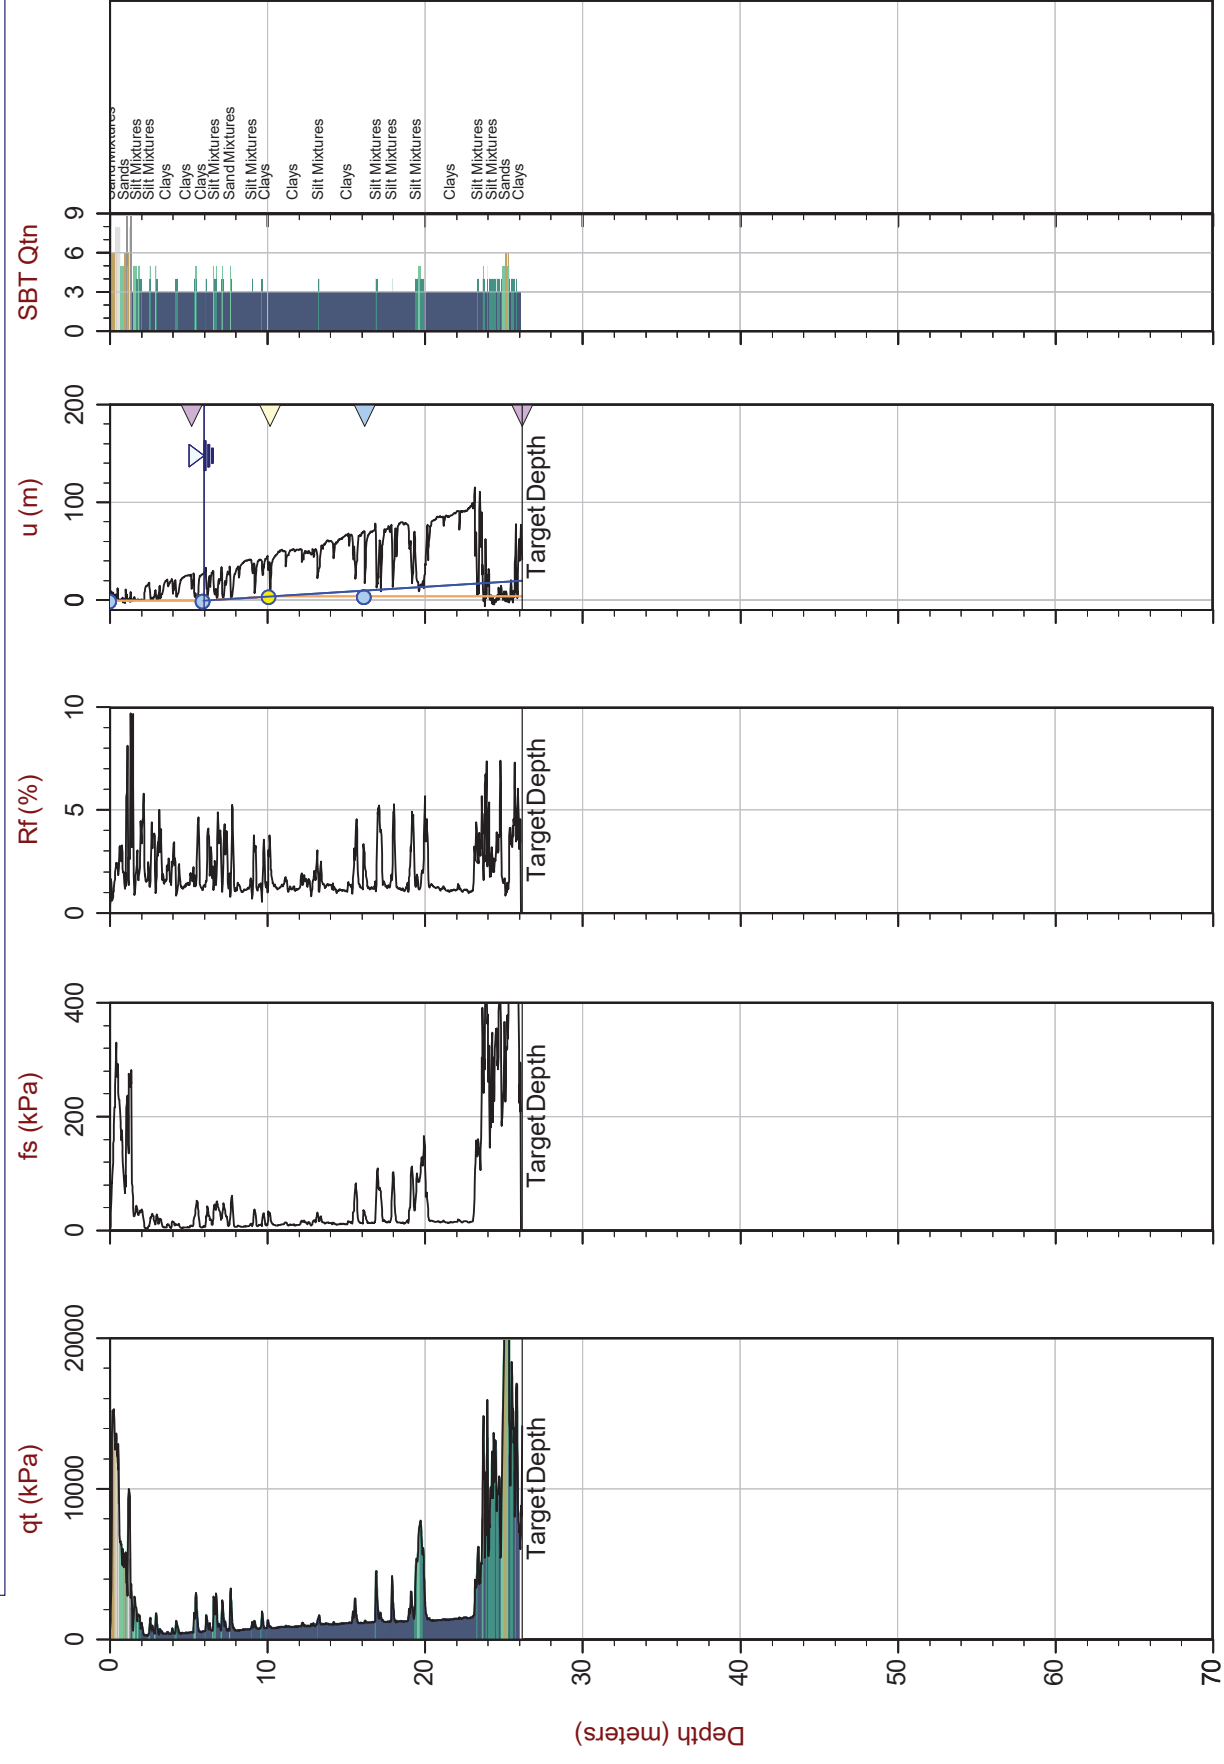 qt (kPa)
fs (kPa)
Rf (%)
u (m)
SBT Qtn
0
10000
20000
0
200
400
0
5
10
0
100
200
0
3
6
9
0
10
20
30
40
50
60
70
Depth (meters)
Target Depth
Target Depth
Target Depth
Target Depth
Sand Mixtures
Sands
Silt Mixtures
Silt Mixtures
Clays
Clays
Clays
Silt Mixtures
Sand Mixtures
Silt Mixtures
Clays
Clays
Silt Mixtures
Clays
Silt Mixtures
Silt Mixtures
Silt Mixtures
Clays
Silt Mixtures
Silt Mixtures
Sands
Clays